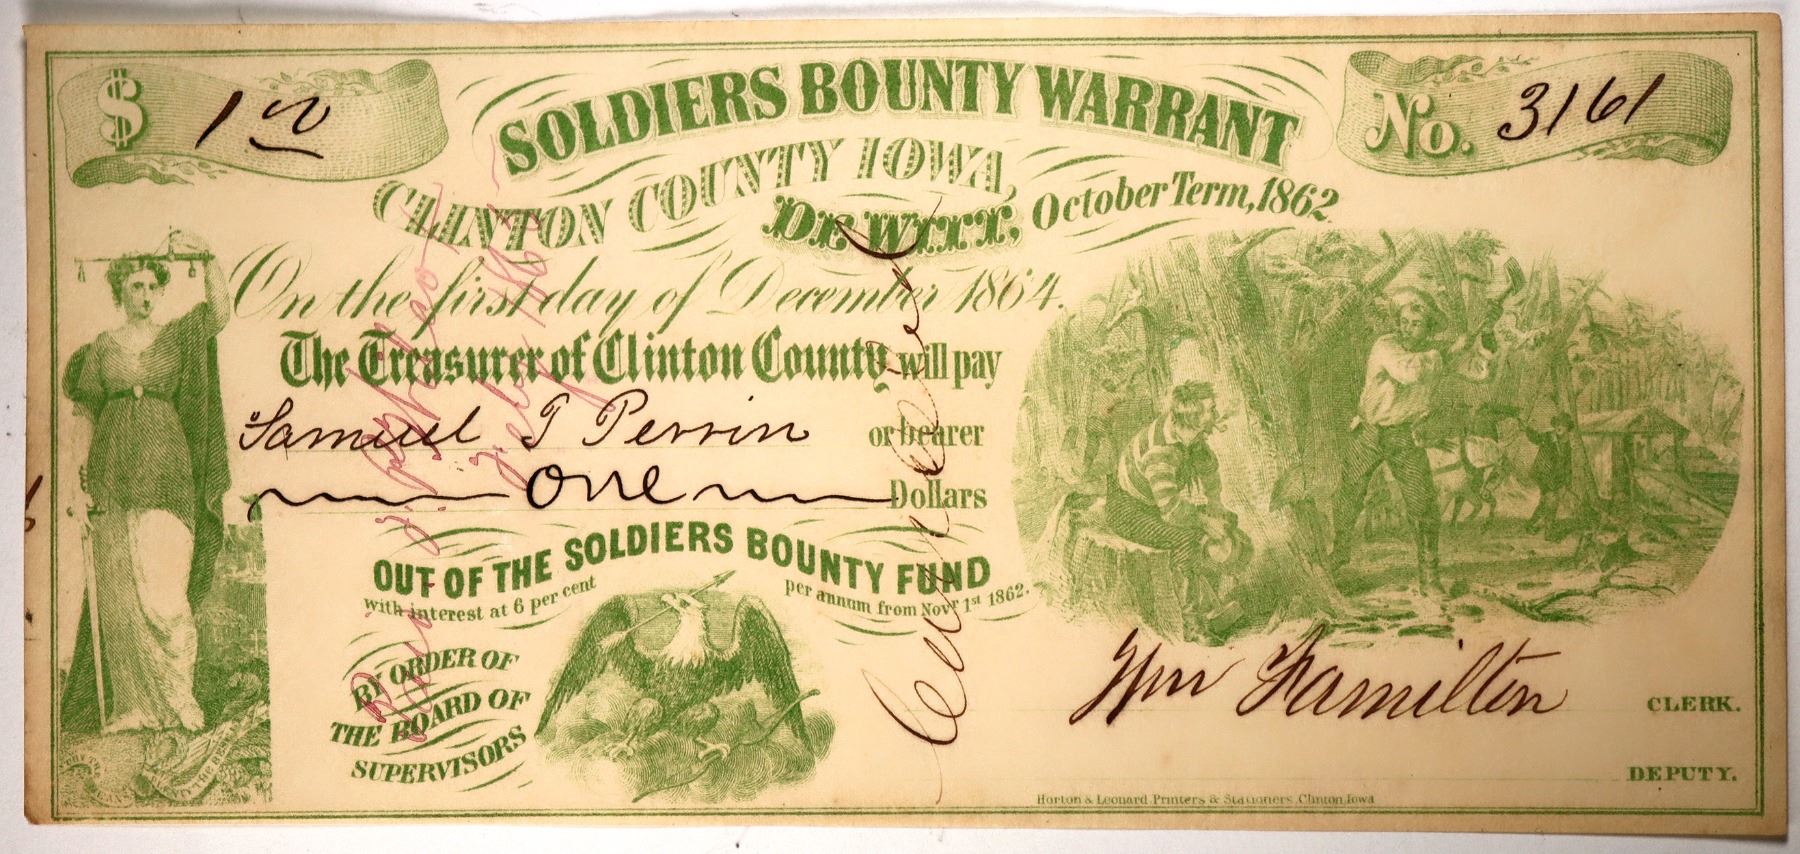 $ 1 00
SOLDIERS BOUNTY WARRANT
No. 3161
CLINTON COUNTY IOWA,
DE WITT, October Term, 1862
On the first day of December 1864.
The Treasurer of Clinton County will pay
Samuel T Perrin or bearer
One Dollars
OUT OF THE SOLDIERS BOUNTY FUND
with interest at 6 per cent per annum from Novr 1st 1862.
BY ORDER OF
THE BOARD OF
SUPERVISORS
Wm Hamilton CLERK.
DEPUTY.
Horton & Leonard Printers & Stationers Clinton Iowa
Cancelled